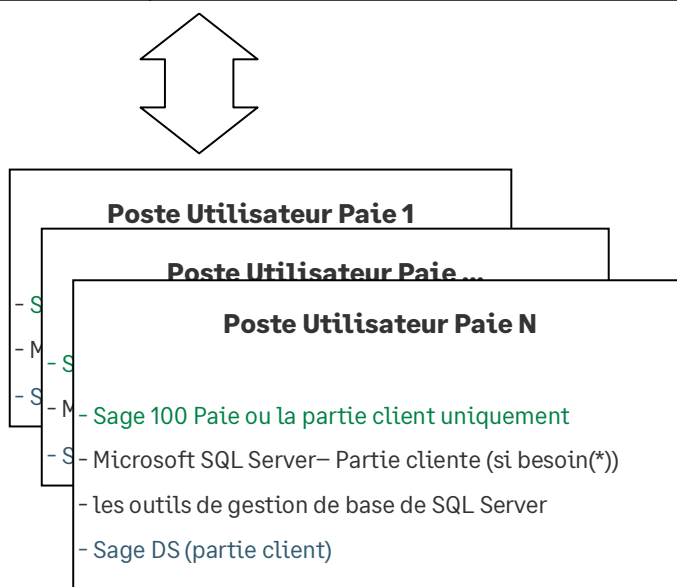 Poste Utilisateur Paie 1
Poste Utilisateur Paie ...
Poste Utilisateur Paie N
- S
- M
- S
- S
- M
- S
- Sage 100 Paie ou la partie client uniquement
- Microsoft SQL Server– Partie cliente (si besoin(*))
- les outils de gestion de base de SQL Server
- Sage DS (partie client)